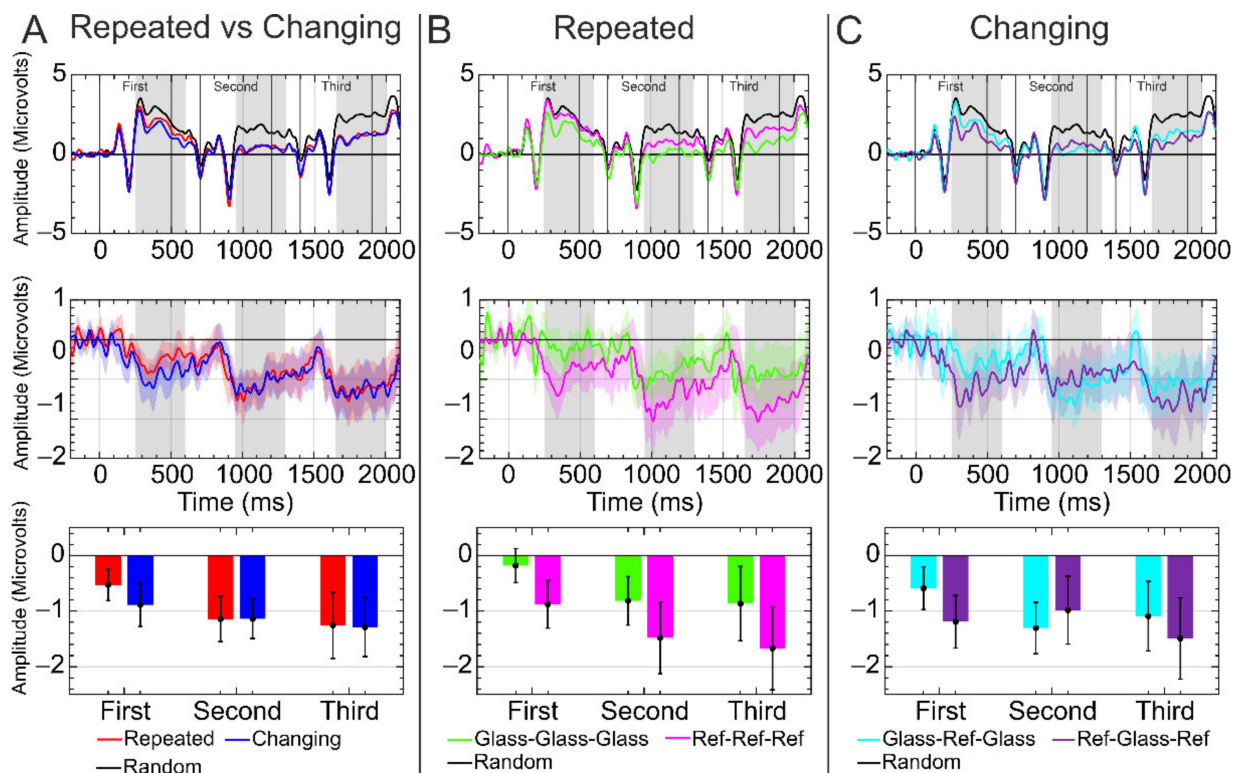 A Repeated vs Changing
B Repeated
C Changing
Amplitude (Microvolts)
5
0
−5
First Second Third
0 500 1000 1500 2000
5
0
−5
First Second Third
0 500 1000 1500 2000
5
0
−5
First Second Third
0 500 1000 1500 2000
Amplitude (Microvolts)
1
0
−1
−2
0 500 1000 1500 2000
Time (ms)
1
0
−1
−2
0 500 1000 1500 2000
Time (ms)
1
0
−1
−2
0 500 1000 1500 2000
Time (ms)
Amplitude (Microvolts)
0
−1
−2
First Second Third
Repeated Changing
Random
0
−1
−2
First Second Third
Glass-Glass-Glass Ref-Ref-Ref
Random
0
−1
−2
First Second Third
Glass-Ref-Glass Ref-Glass-Ref
Random